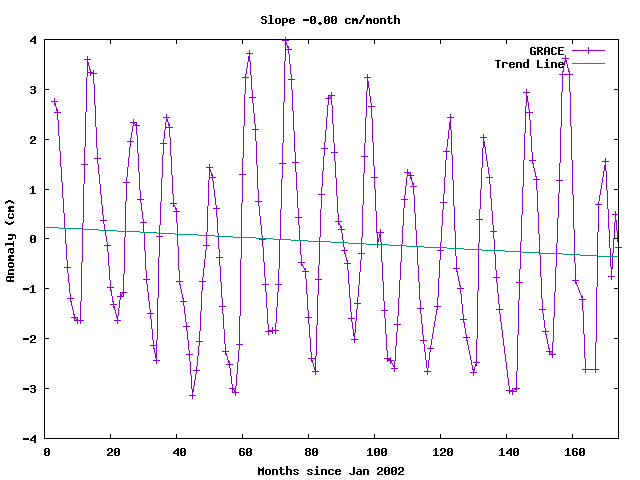 Slope -0.00 cm/month
GRACE
Trend Line
4
3
2
1
0
-1
-2
-3
-4
Anomaly (cm)
0 20 40 60 80 100 120 140 160
Months since Jan 2002